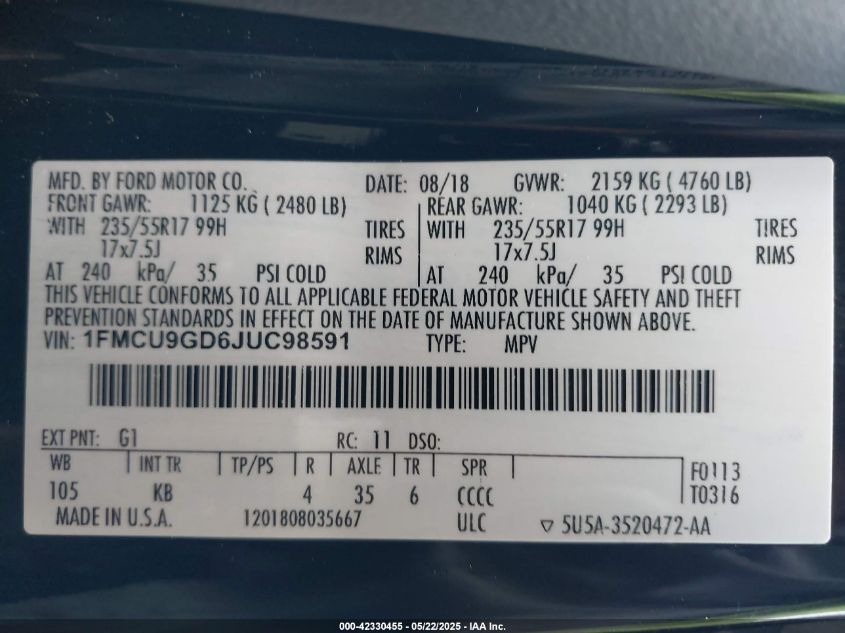 MFD. BY FORD MOTOR CO. DATE: 08/18 GVWR: 2159 KG ( 4760 LB)
FRONT GAWR: 1125 KG ( 2480 LB) REAR GAWR: 1040 KG ( 2293 LB)
WITH 235/55R17 99H TIRES WITH 235/55R17 99H TIRES
17x7.5J RIMS 17x7.5J RIMS
AT 240 kPa/ 35 PSI COLD AT 240 kPa/ 35 PSI COLD
THIS VEHICLE CONFORMS TO ALL APPLICABLE FEDERAL MOTOR VEHICLE SAFETY AND THEFT
PREVENTION STANDARDS IN EFFECT ON THE DATE OF MANUFACTURE SHOWN ABOVE.
VIN: 1FMCU9GD6JUC98591 TYPE: MPV
EXT PNT: G1 RC: 11 DSO:
WB INT TR TP/PS R AXLE TR SPR F0113
105 KB 4 35 6 CCCC T0316
MADE IN U.S.A. 1201808035667 ULC ▽ 5U5A-3520472-AA
000-42330455 - 05/22/2025 - IAA Inc.